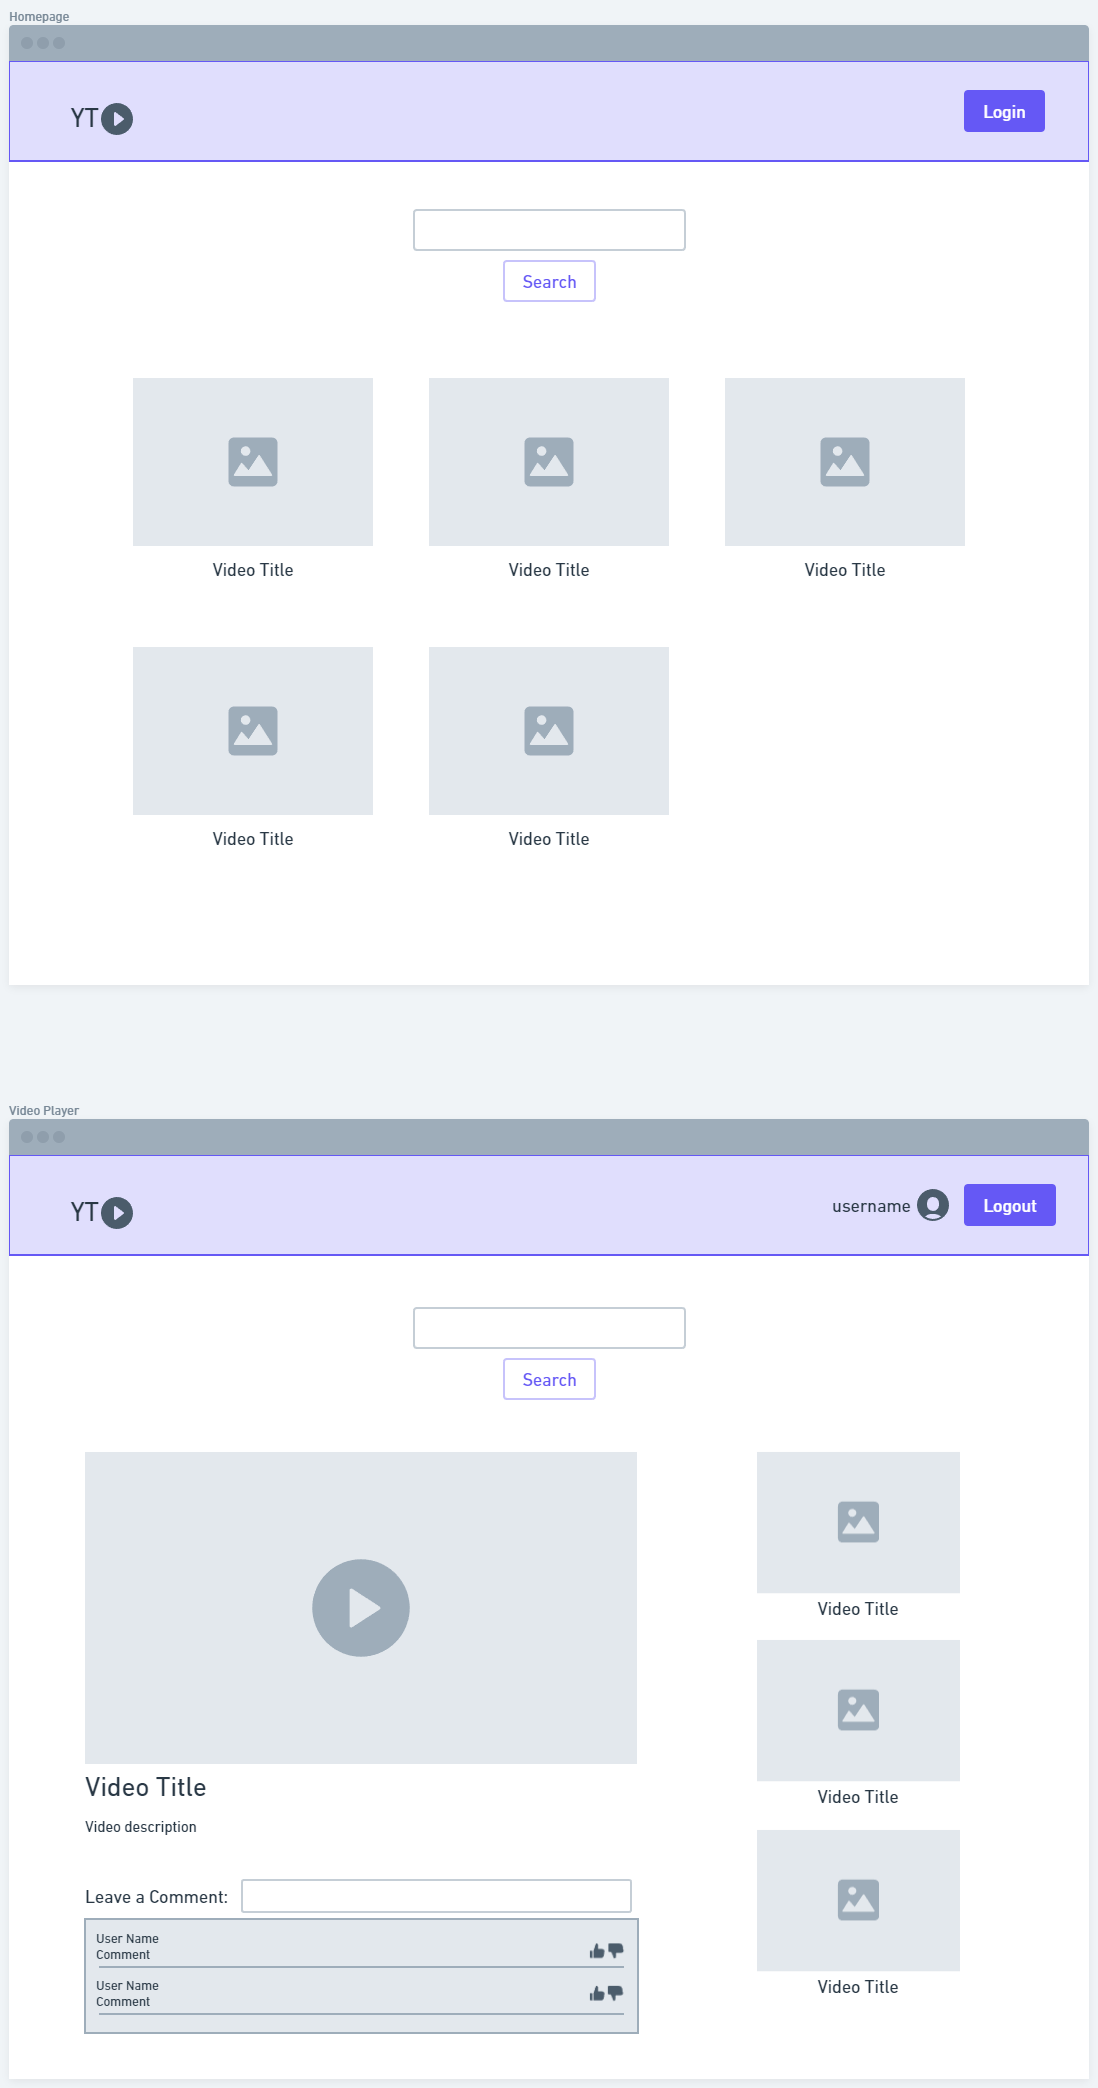 Homepage
YT
Login
Search
Video Title
Video Title
Video Title
Video Title
Video Title
Video Player
YT
username
Logout
Search
Video Title
Video Title
Video description
Video Title
Leave a Comment:
User Name
Comment
User Name
Comment
Video Title